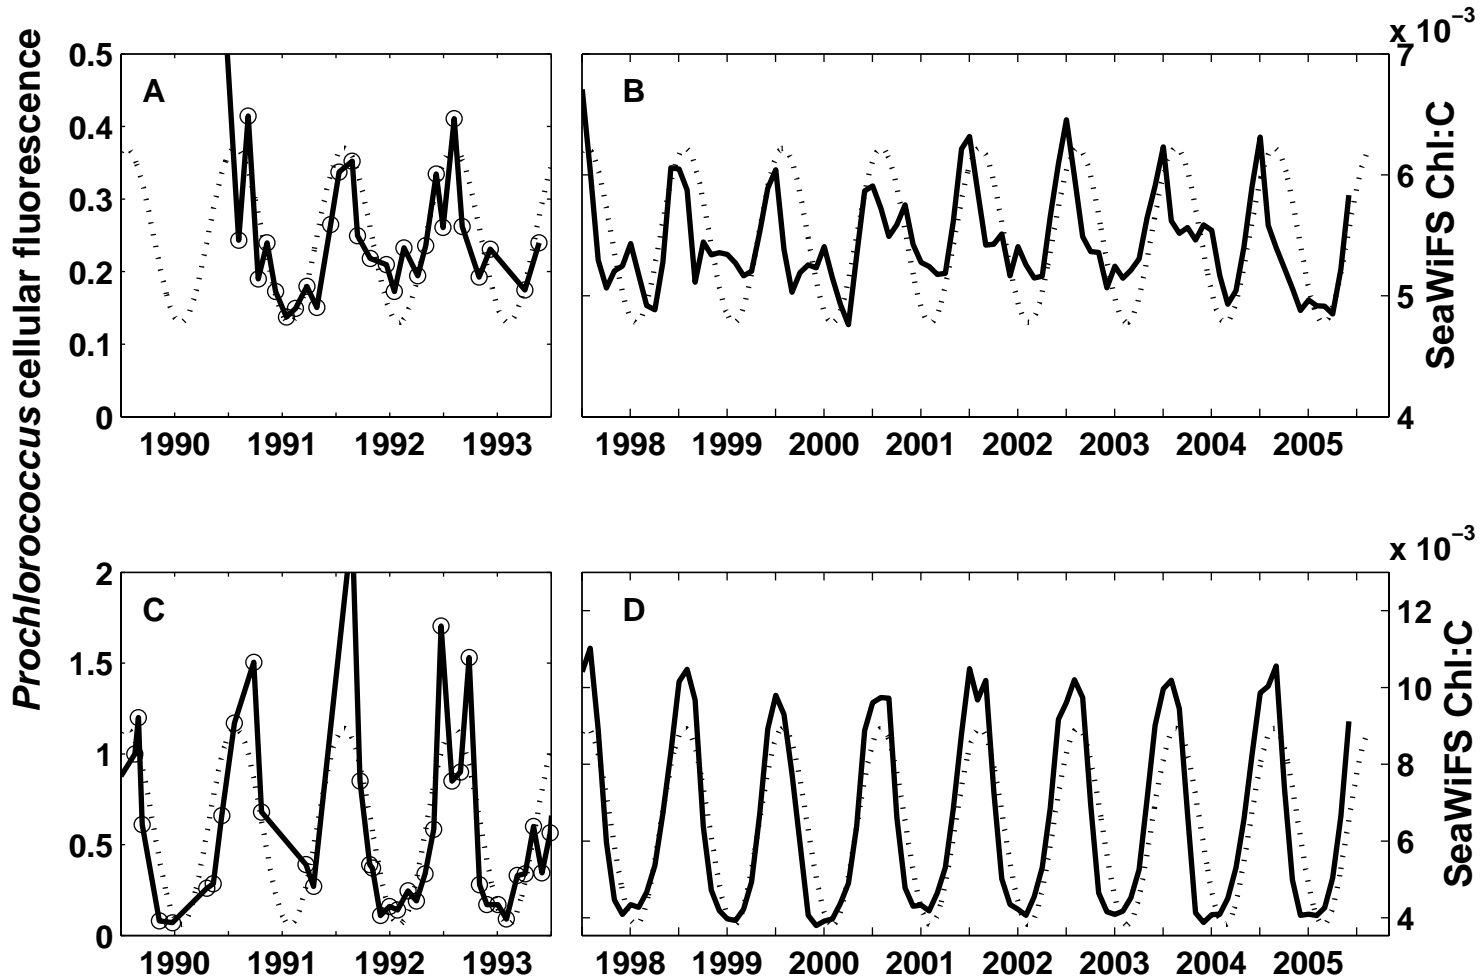 x 10⁻³
0.5 A B 7
0.4
0.3 6
0.2 5
0.1
0 4
1990 1991 1992 1993 1998 1999 2000 2001 2002 2003 2004 2005
Prochlorococcus cellular fluorescence
SeaWiFS Chl:C
x 10⁻³
2 C D 12
1.5 10
1 8
0.5 6
0 4
1990 1991 1992 1993 1998 1999 2000 2001 2002 2003 2004 2005
SeaWiFS Chl:C